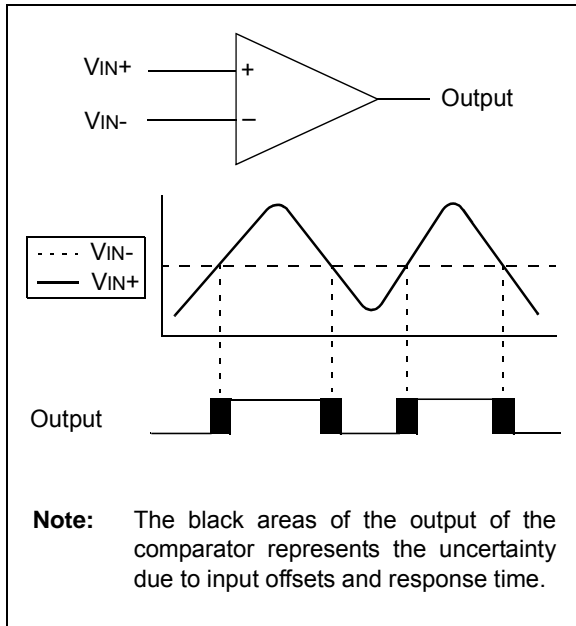 VIN+
+
Output
VIN-
–
VIN-
VIN+
Output
Note: The black areas of the output of the
comparator represents the uncertainty
due to input offsets and response time.